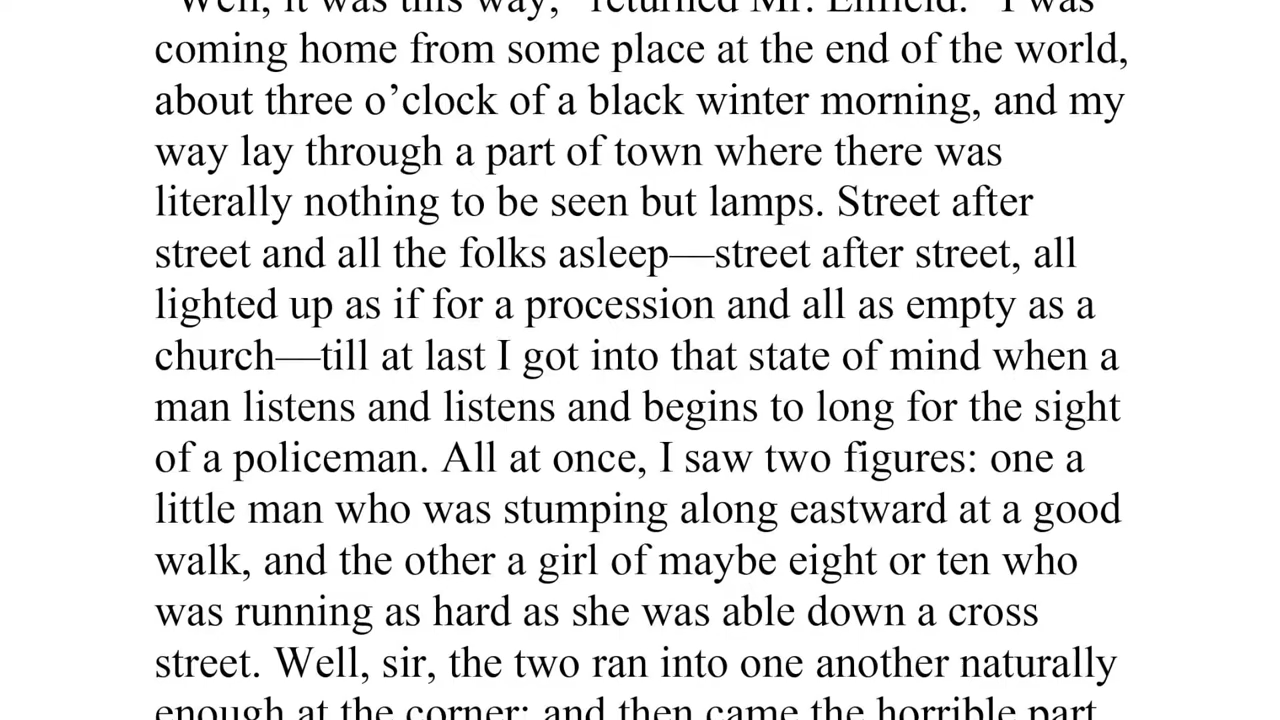 "Well, it was this way," returned Mr. Enfield: "I was
coming home from some place at the end of the world,
about three o’clock of a black winter morning, and my
way lay through a part of town where there was
literally nothing to be seen but lamps. Street after
street and all the folks asleep—street after street, all
lighted up as if for a procession and all as empty as a
church—till at last I got into that state of mind when a
man listens and listens and begins to long for the sight
of a policeman. All at once, I saw two figures: one a
little man who was stumping along eastward at a good
walk, and the other a girl of maybe eight or ten who
was running as hard as she was able down a cross
street. Well, sir, the two ran into one another naturally
enough at the corner; and then came the horrible part